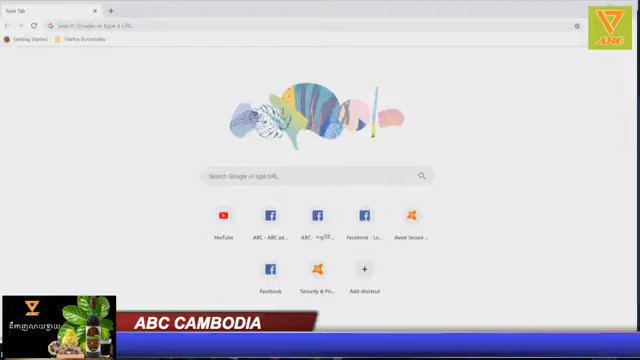 New Tab
Search Google or type a URL
Getting Started
Firefox Bookmarks
ABC
Search Google or type URL
YouTube
ABC - ABC ad...
Facebook - Lo...
Avast Secure ...
Facebook
Security & Pri...
Add shortcut
ABC CAMBODIA